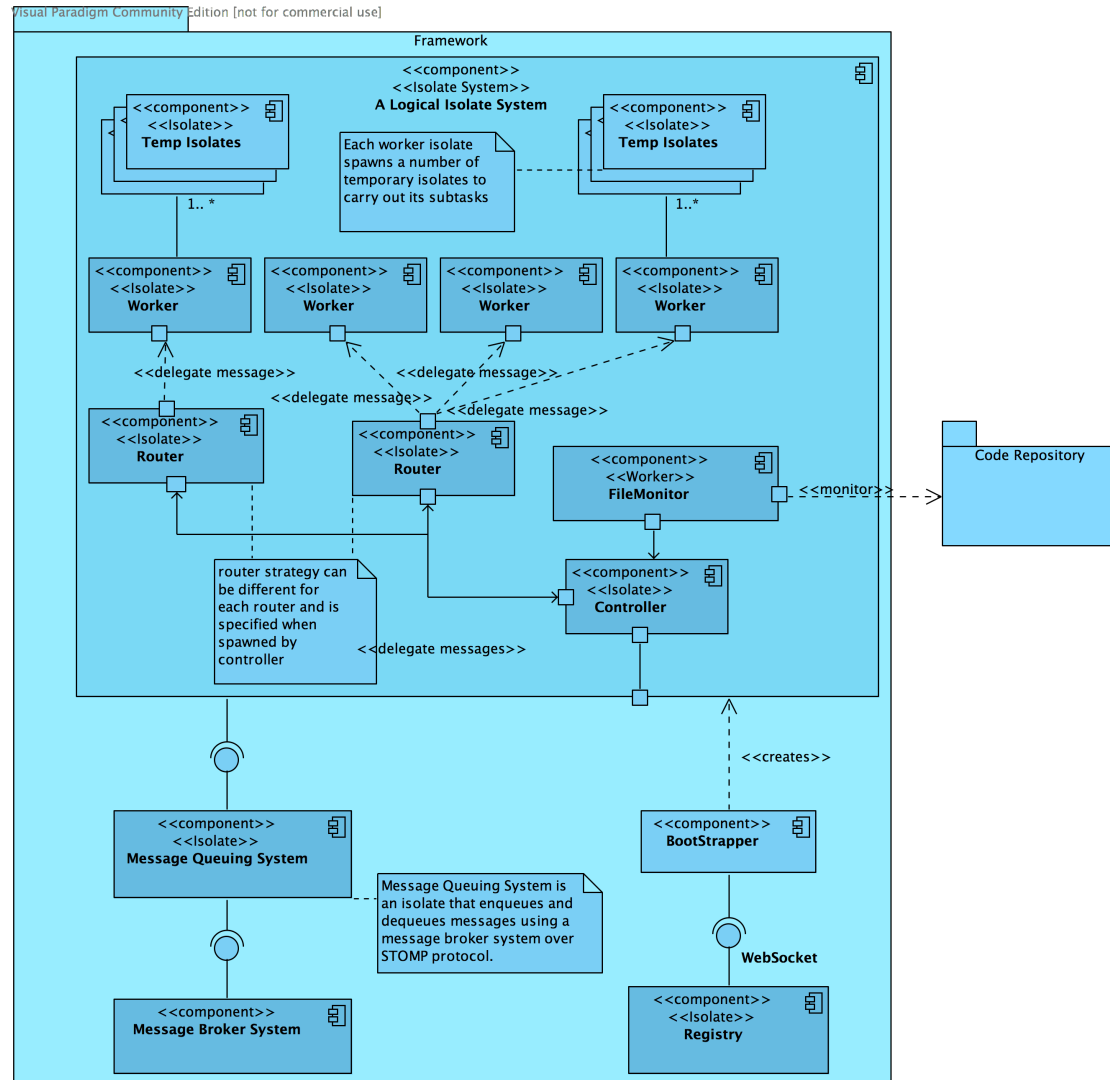 Visual Paradigm Community Edition [not for commercial use]
Framework
<<component>>
<<Isolate System>>
A Logical Isolate System
<<component>>
<<Isolate>>
Temp Isolates
1.. *
Each worker isolate
spawns a number of
temporary isolates to
carry out its subtasks
<<component>>
<<Isolate>>
Temp Isolates
1..*
<<component>>
<<Isolate>>
Worker
<<component>>
<<Isolate>>
Worker
<<component>>
<<Isolate>>
Worker
<<component>>
<<Isolate>>
Worker
<<delegate message>>
<<delegate message>>
<<delegate message>>
<<delegate message>>
<<component>>
<<Isolate>>
Router
<<component>>
<<Isolate>>
Router
<<component>>
<<Worker>>
FileMonitor
<<monitor>>
Code Repository
router strategy can
be different for
each router and is
specified when
spawned by
controller
<<delegate messages>>
<<component>>
<<Isolate>>
Controller
<<creates>>
<<component>>
<<Isolate>>
Message Queuing System
<<component>>
BootStrapper
Message Queuing System is
an isolate that enqueues and
dequeues messages using a
message broker system over
STOMP protocol.
WebSocket
<<component>>
Message Broker System
<<component>>
<<Isolate>>
Registry